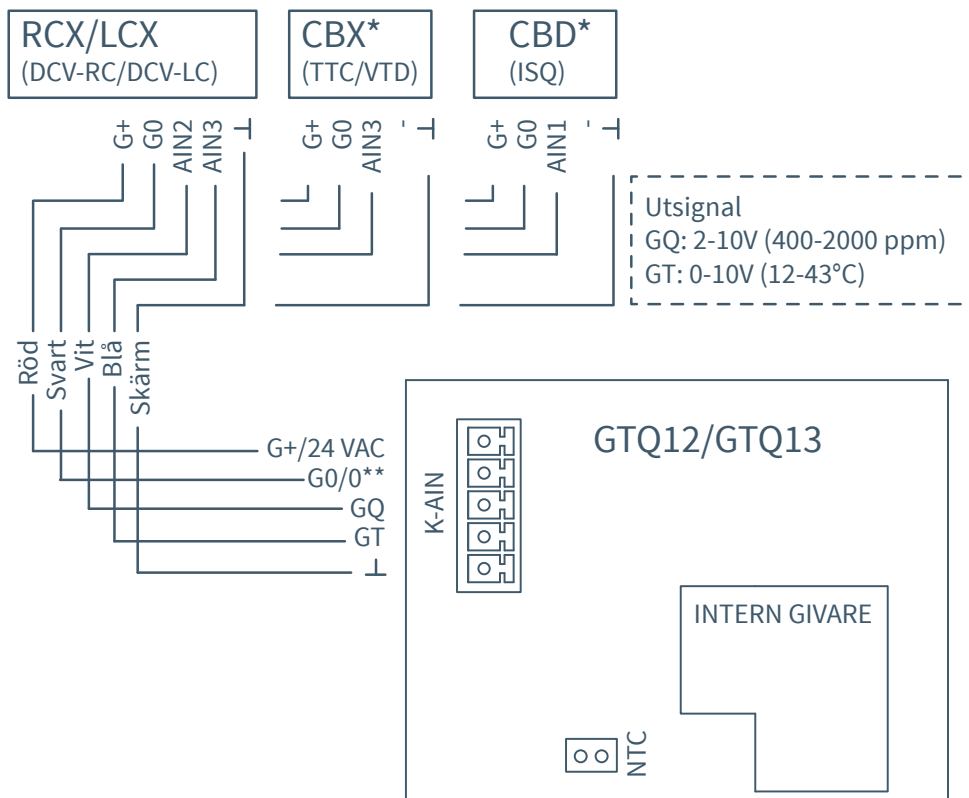 RCX/LCX
(DCV-RC/DCV-LC)
CBX*
(TTC/VTD)
CBD*
(ISQ)
G+
G0
AIN2
AIN3
⊥
G+
G0
AIN3
-
⊥
G+
G0
AIN1
-
⊥
Utsignal
GQ: 2-10V (400-2000 ppm)
GT: 0-10V (12-43°C)
Röd
Svart
Vit
Blå
Skärm
G+/24 VAC
G0/0**
GQ
GT
⊥
K-AIN
GTQ12/GTQ13
INTERN GIVARE
NTC